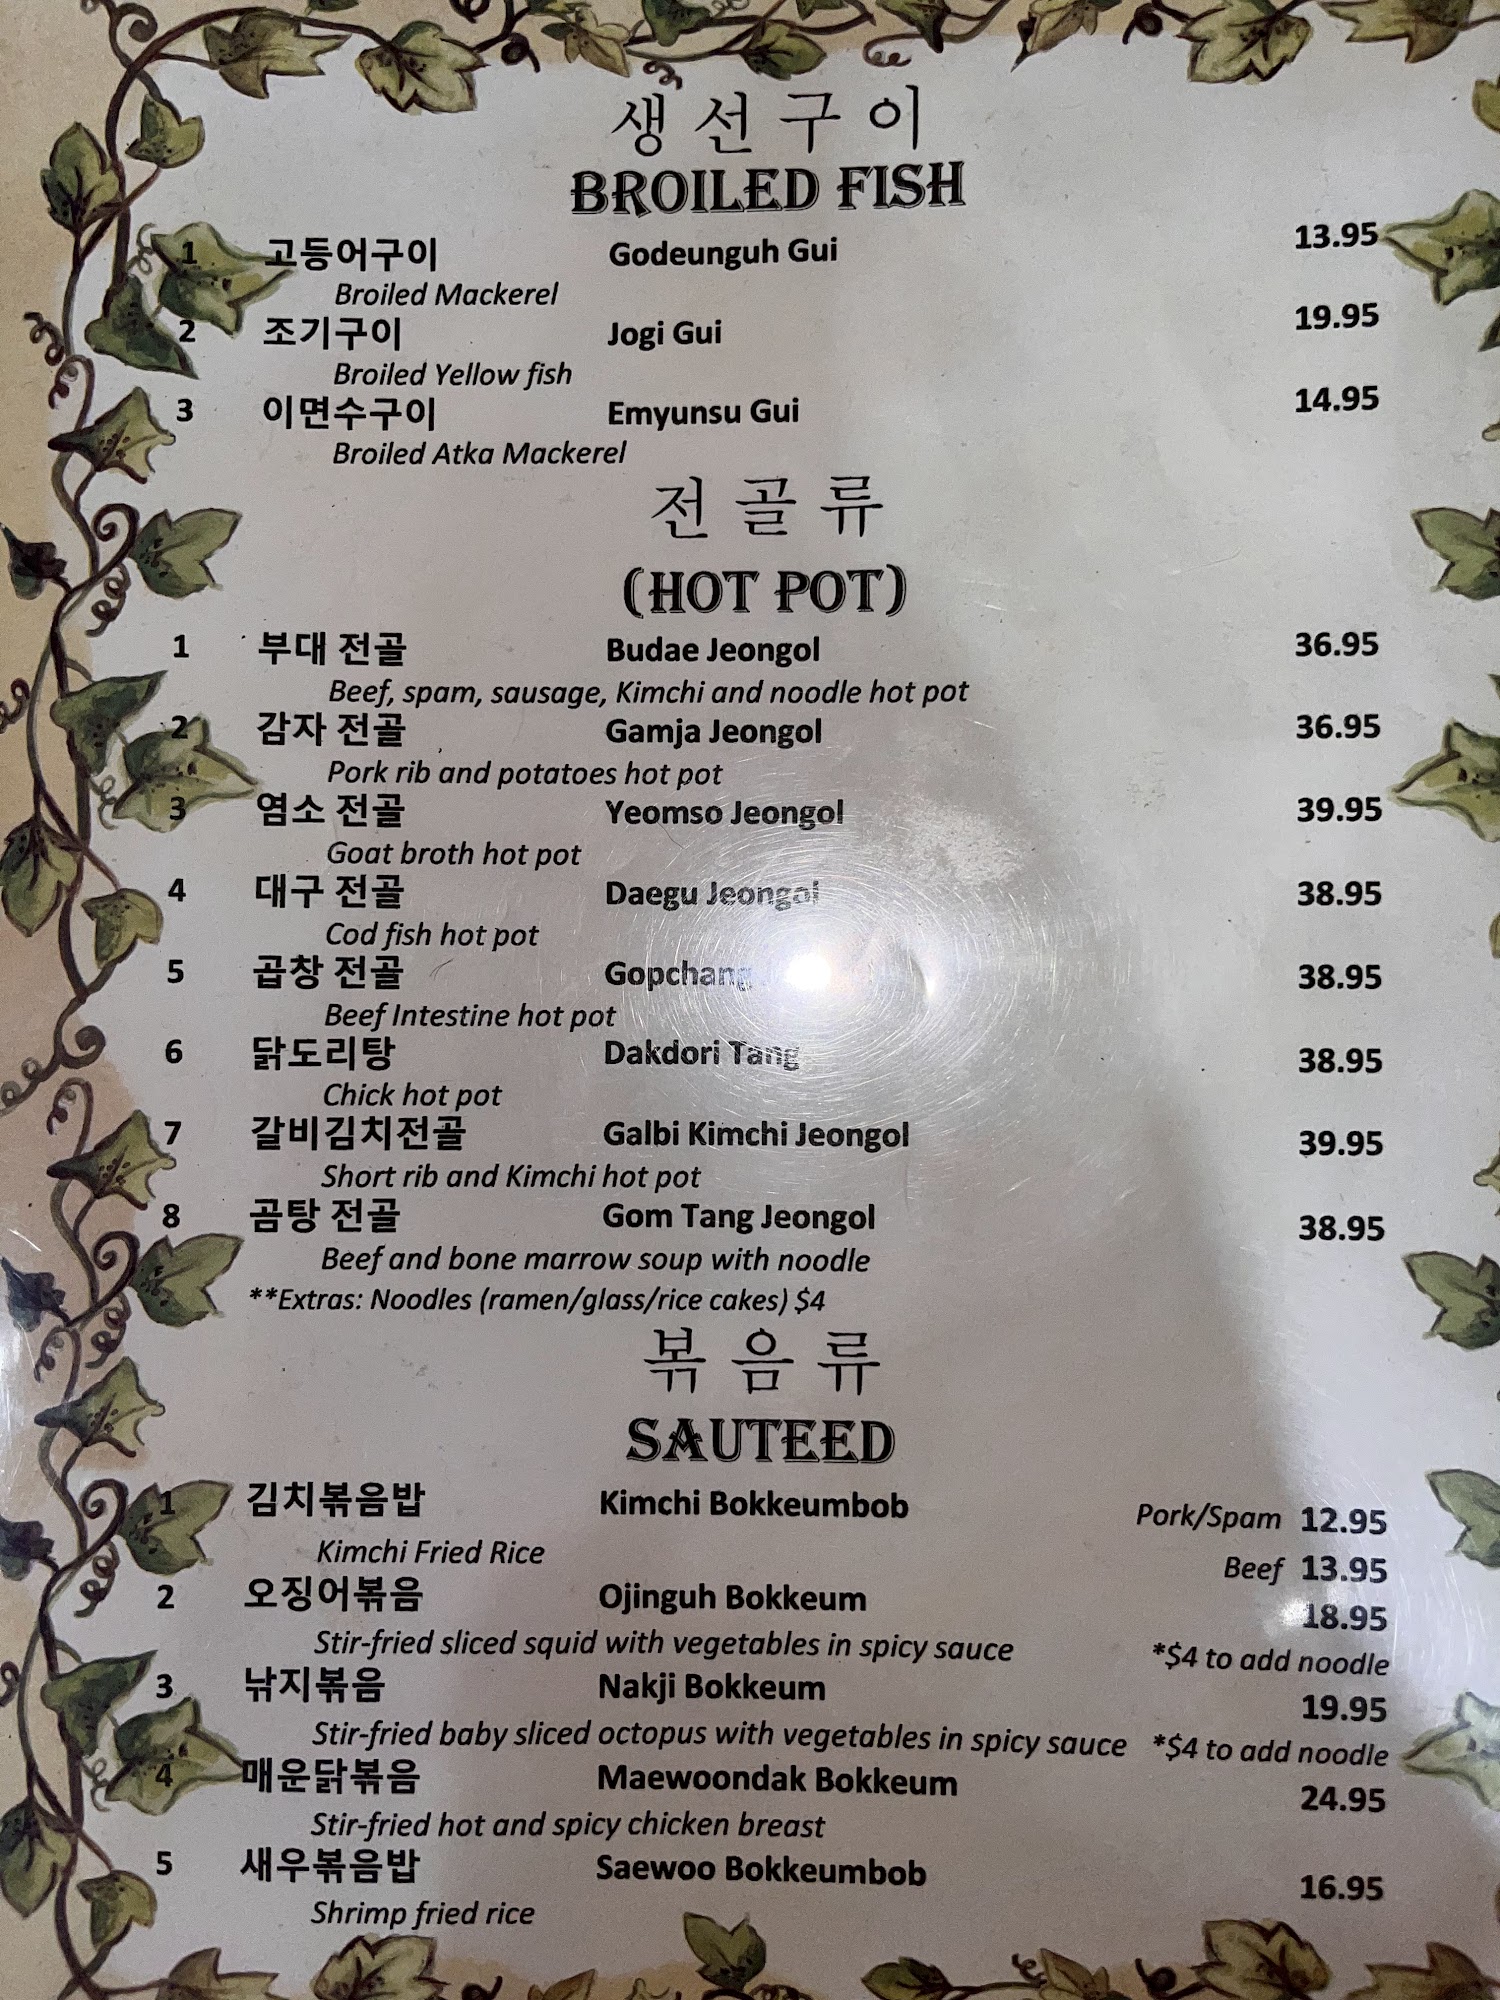 생선구이
BROILED FISH
1 고등어구이 Godeunguh Gui 13.95
Broiled Mackerel
2 조기구이 Jogi Gui 19.95
Broiled Yellow fish
3 이면수구이 Emyunsu Gui 14.95
Broiled Atka Mackerel
전골류
(HOT POT)
1 부대 전골 Budae Jeongol 36.95
Beef, spam, sausage, Kimchi and noodle hot pot
2 감자 전골 Gamja Jeongol 36.95
Pork rib and potatoes hot pot
3 염소 전골 Yeomso Jeongol 39.95
Goat broth hot pot
4 대구 전골 Daegu Jeongol 38.95
Cod fish hot pot
5 곱창 전골 Gopchang 38.95
Beef Intestine hot pot
6 닭도리탕 Dakdori Tang 38.95
Chick hot pot
7 갈비김치전골 Galbi Kimchi Jeongol 39.95
Short rib and Kimchi hot pot
8 곰탕 전골 Gom Tang Jeongol 38.95
Beef and bone marrow soup with noodle
**Extras: Noodles (ramen/glass/rice cakes) $4
볶음류
SAUTEED
1 김치볶음밥 Kimchi Bokkeumbob Pork/Spam 12.95
Kimchi Fried Rice Beef 13.95
2 오징어볶음 Ojinguh Bokkeum 18.95
Stir-fried sliced squid with vegetables in spicy sauce *$4 to add noodle
3 낚지볶음 Nakji Bokkeum 19.95
Stir-fried baby sliced octopus with vegetables in spicy sauce *$4 to add noodle
4 매운닭볶음 Maewoondak Bokkeum 24.95
Stir-fried hot and spicy chicken breast
5 새우볶음밥 Saewoo Bokkeumbob 16.95
Shrimp fried rice